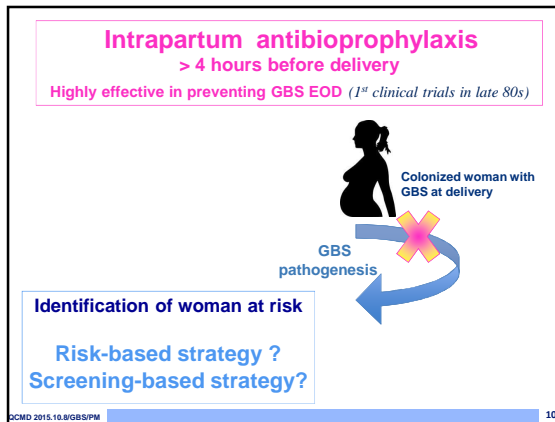 Intrapartum antibioprophylaxis
> 4 hours before delivery
Highly effective in preventing GBS EOD (1st clinical trials in late 80s)
Colonized woman with
GBS at delivery
GBS
pathogenesis
Identification of woman at risk
Risk-based strategy ?
Screening-based strategy?
QCMD 2015.10.8/GBS/PM
10